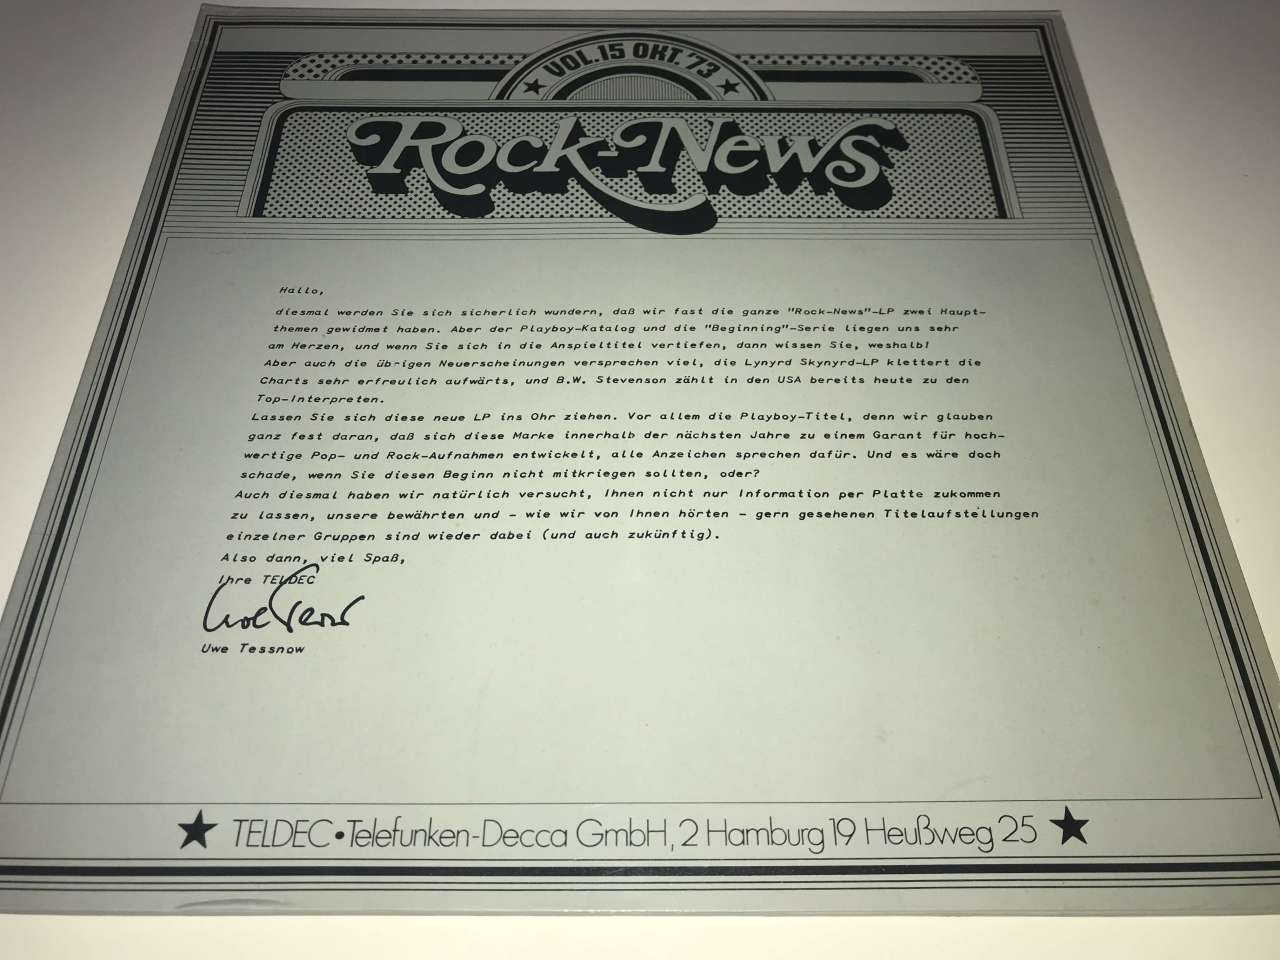 VOL.15 OKT.'73
Rock-News
Hallo,
diesmal werden Sie sich sicherlich wundern, daß wir fast die ganze "Rock-News"-LP zwei Haupt-
themen gewidmet haben. Aber der Playboy-Katalog und die "Beginning"-Serie liegen uns sehr
am Herzen, und wenn Sie sich in die Anspieltitel vertiefen, dann wissen Sie, weshalb!
Aber auch die übrigen Neuerscheinungen versprechen viel, die Lynyrd Skynyrd-LP klettert die
Charts sehr erfreulich aufwärts, und B.W. Stevenson zählt in den USA bereits heute zu den
Top-Interpreten.
Lassen Sie sich diese neue LP ins Ohr ziehen. Vor allem die Playboy-Titel, denn wir glauben
ganz fest daran, daß sich diese Marke innerhalb der nächsten Jahre zu einem Garant für hoch-
wertige Pop- und Rock-Aufnahmen entwickelt, alle Anzeichen sprechen dafür. Und es wäre doch
schade, wenn Sie diesen Beginn nicht mitkriegen sollten, oder?
Auch diesmal haben wir natürlich versucht, Ihnen nicht nur Information per Platte zukommen
zu lassen, unsere bewährten und - wie wir von Ihnen hörten - gern gesehenen Titelaufstellungen
einzelner Gruppen sind wieder dabei (und auch zukünftig).
Also dann, viel Spaß,
Ihre TELDEC
Uwe Tessnow
TELDEC•Telefunken-Decca GmbH, 2 Hamburg 19 Heußweg 25